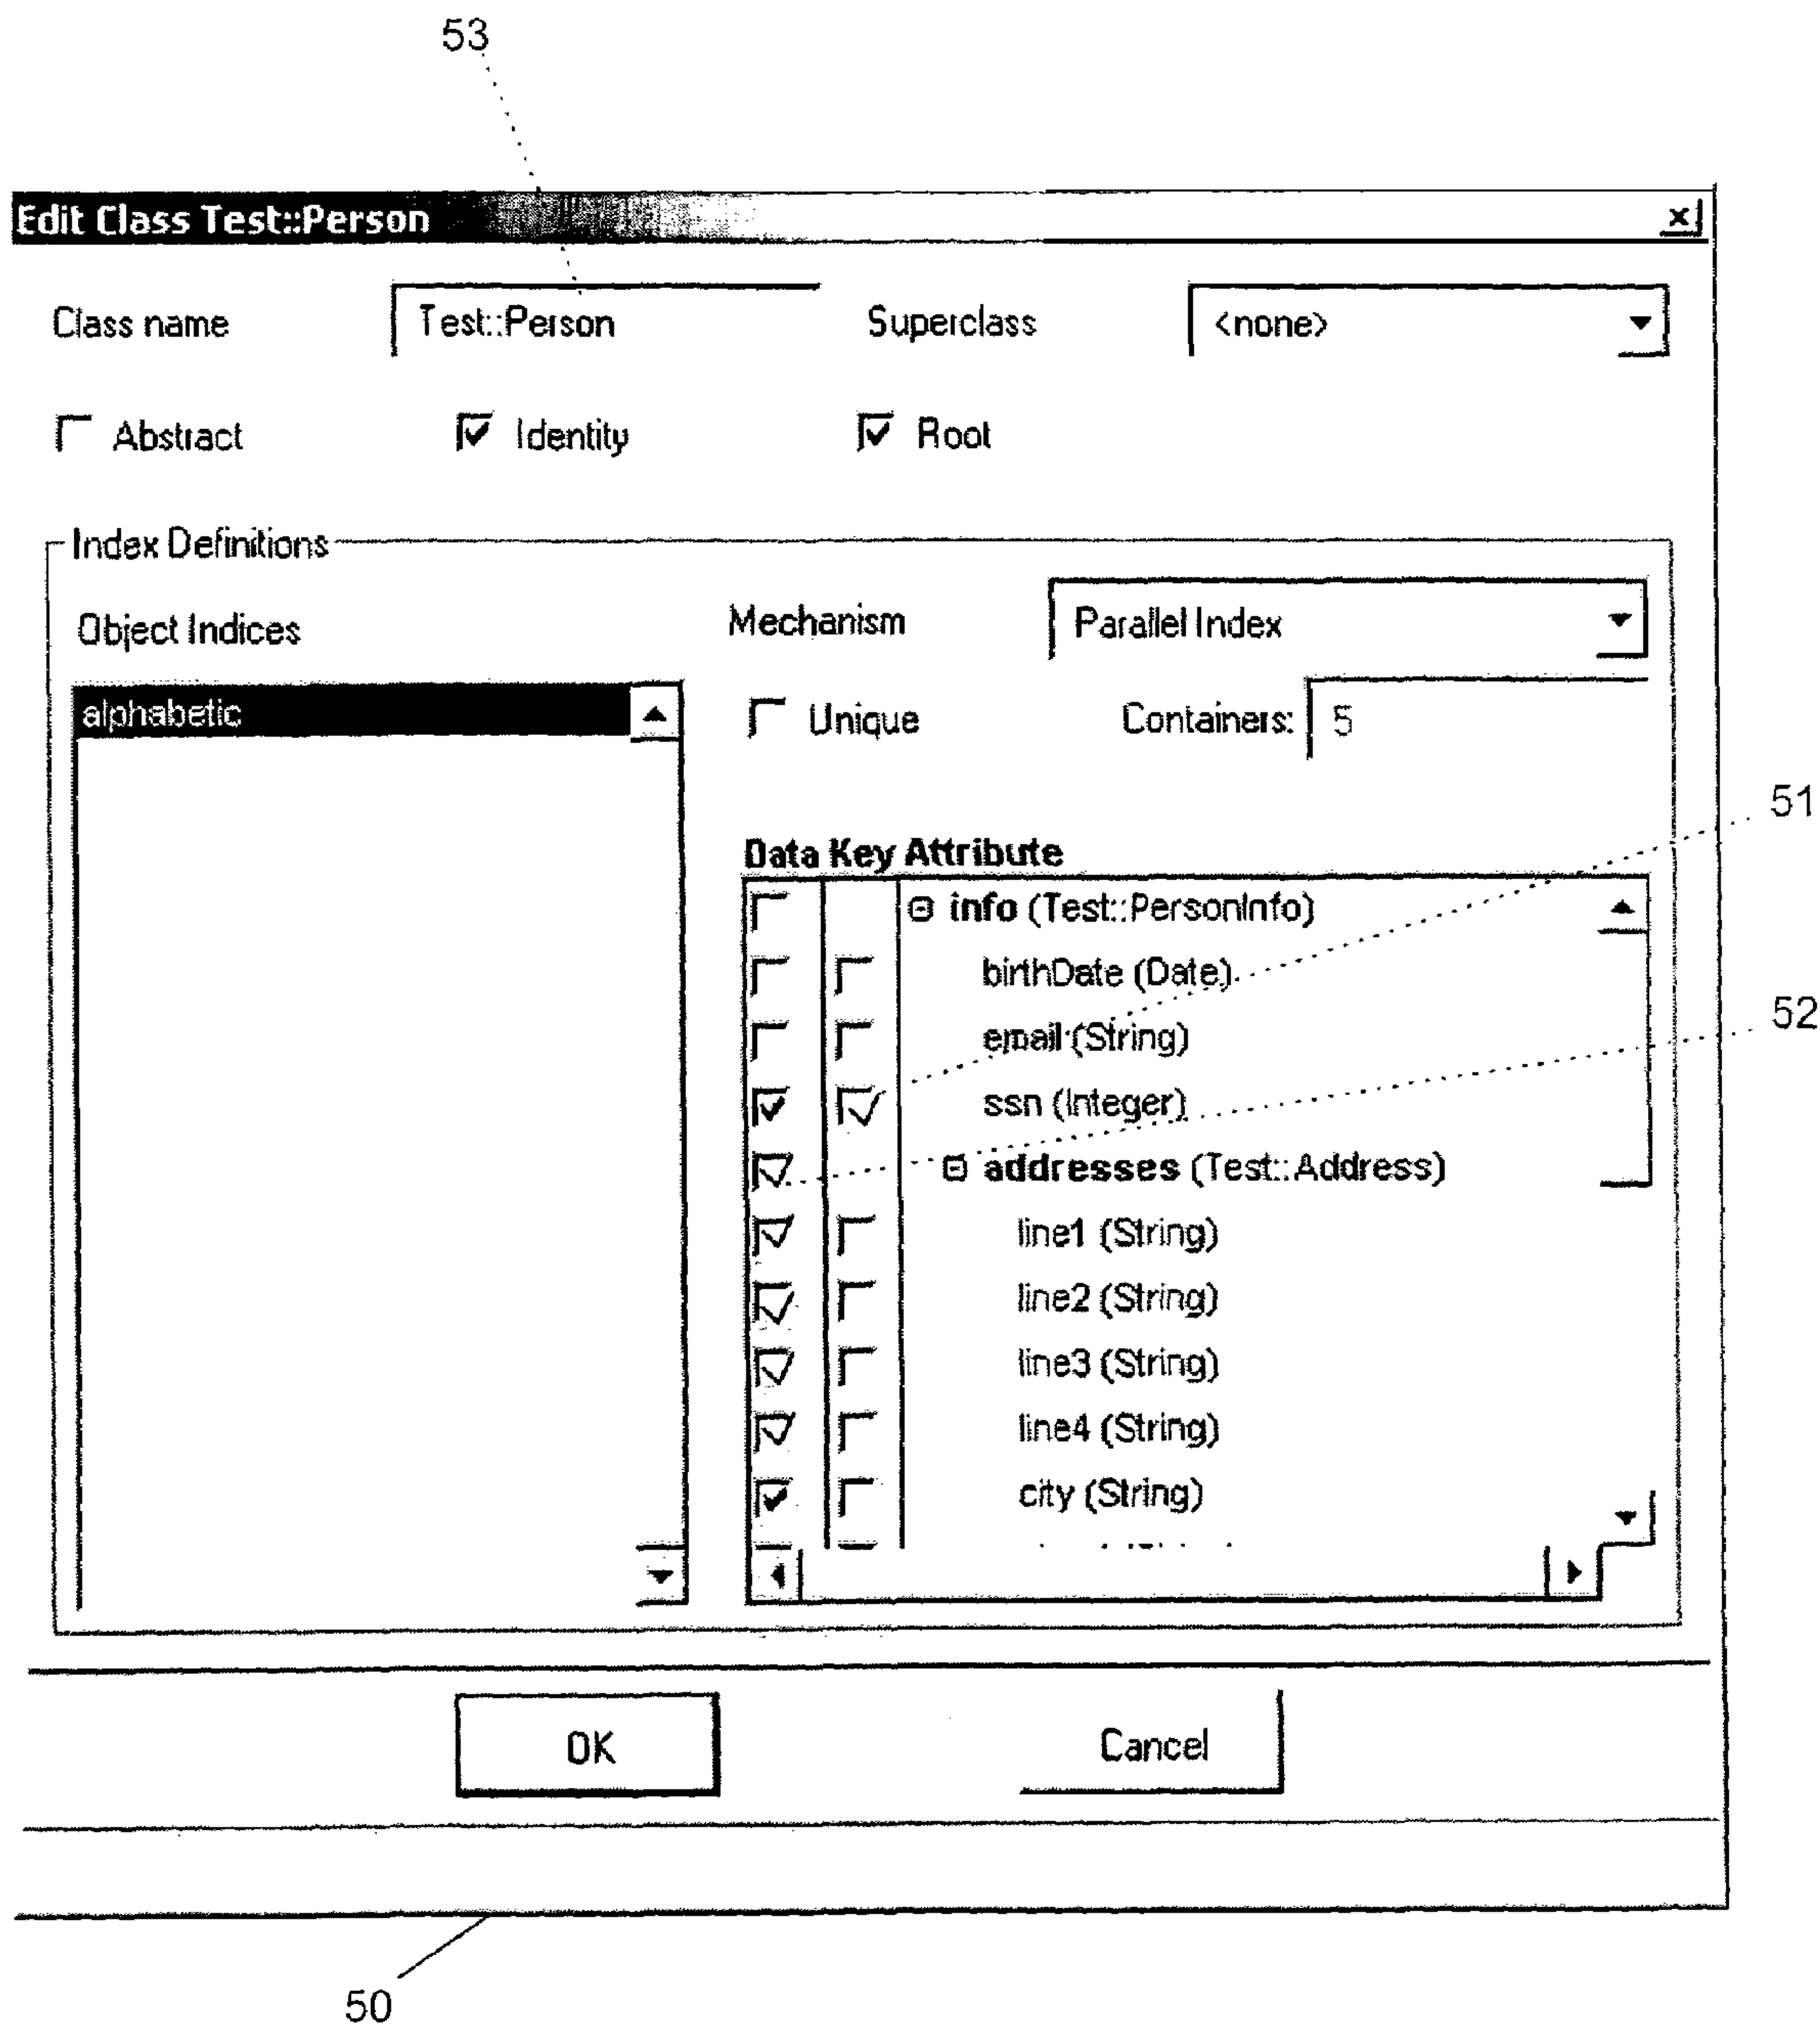 53
Edit Class Test::Person
Class name Test::Person Superclass <none>
Abstract Identity Root
Index Definitions
Object Indices Mechanism Parallel Index
alphabetic Unique Containers: 5
51
Data Key Attribute
info (Test::PersonInfo)
birthDate (Date)
52
email (String)
ssn (Integer)
addresses (Test::Address)
line1 (String)
line2 (String)
line3 (String)
line4 (String)
city (String)
OK Cancel
50